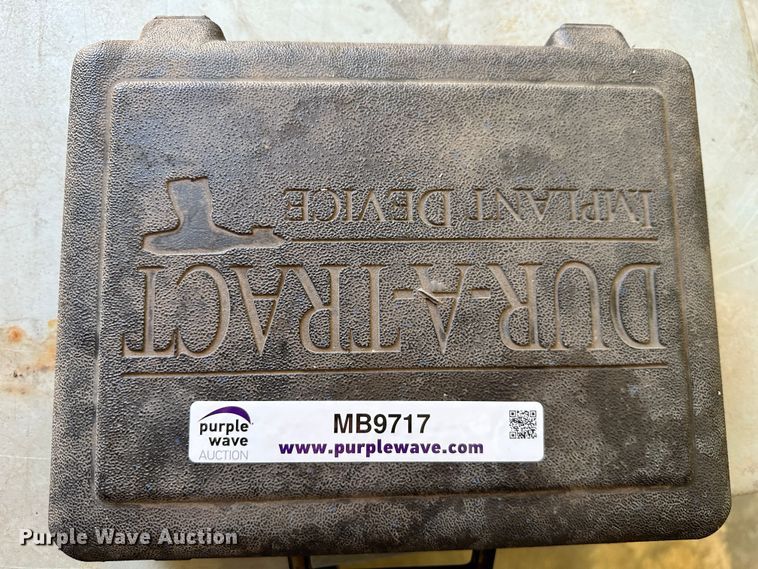 DUR-A-TRACT
IMPLANT DEVICE
purple
wave
AUCTION
MB9717
www.purplewave.com
Purple Wave Auction